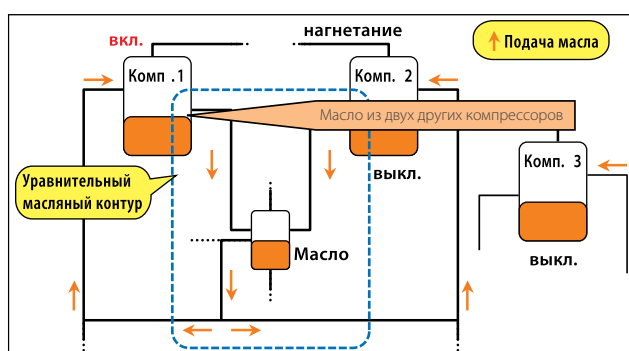 вкл.
нагнетание
Подача масла
Комп .1
Комп. 2
Масло из двух других компрессоров
Комп. 3
Уравнительный
масляный контур
выкл.
Масло
выкл.